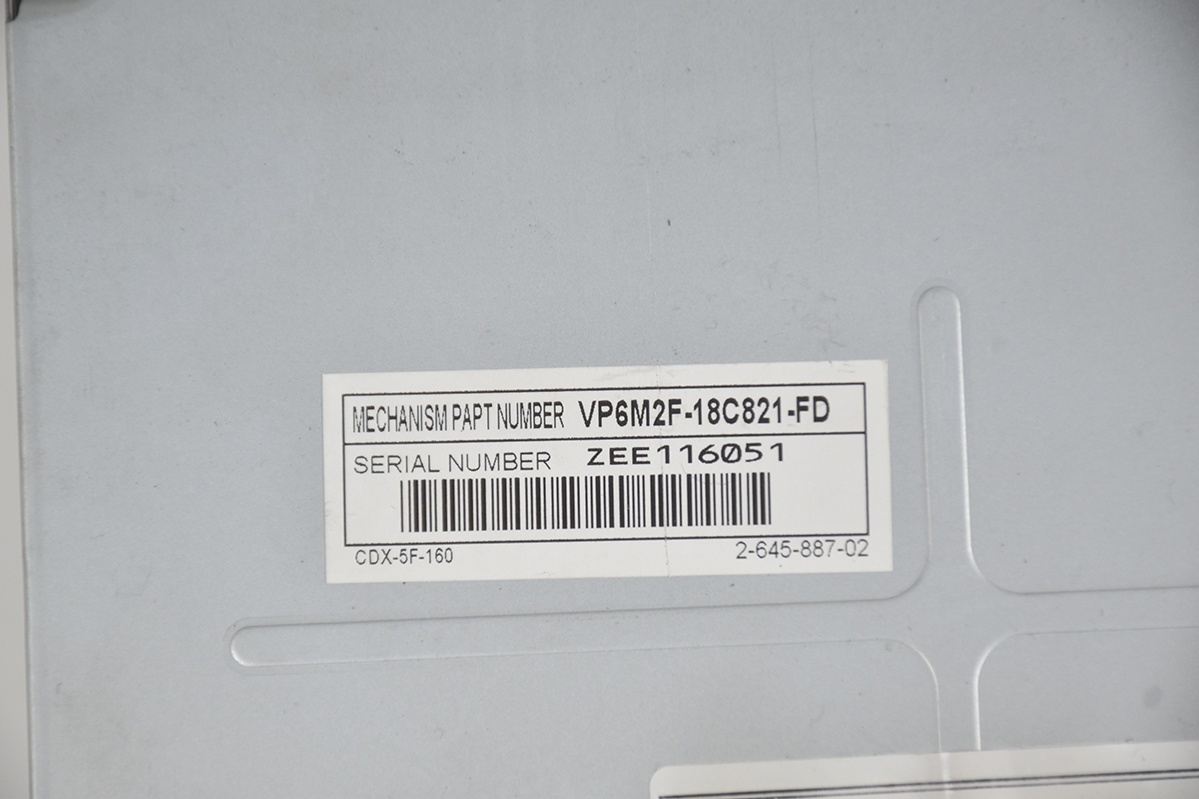 MECHANISM PAPT NUMBER VP6M2F-18C821-FD
SERIAL NUMBER ZEE116051
CDX-5F-160 2-645-887-02